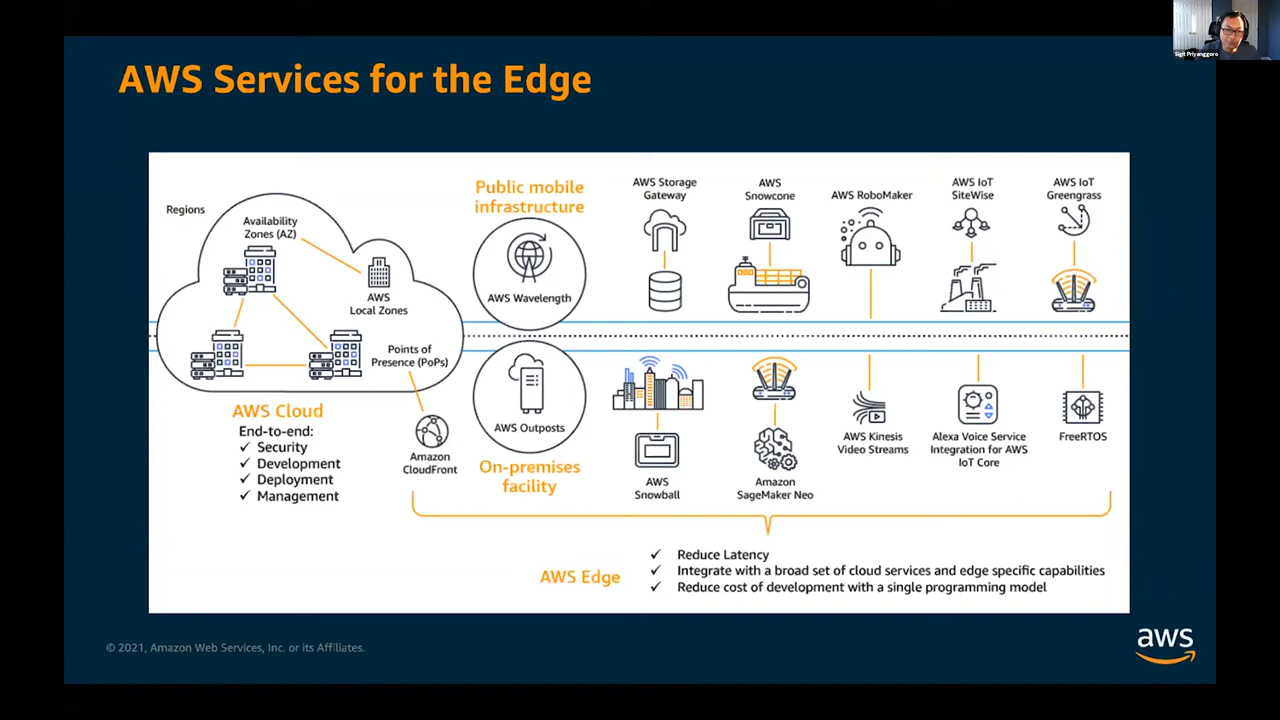 Sigit Priyanggoro
AWS Services for the Edge
Regions
Availability
Zones (AZ)
AWS
Local Zones
Points of
Presence (PoPs)
AWS Cloud
End-to-end:
✓ Security
✓ Development
✓ Deployment
✓ Management
Amazon
CloudFront
Public mobile
infrastructure
AWS Wavelength
AWS Outposts
On-premises
facility
AWS Storage
Gateway
AWS
Snowcone
AWS RoboMaker
AWS IoT
SiteWise
AWS IoT
Greengrass
AWS
Snowball
Amazon
SageMaker Neo
AWS Kinesis
Video Streams
Alexa Voice Service
Integration for AWS
IoT Core
FreeRTOS
AWS Edge
✓ Reduce Latency
✓ Integrate with a broad set of cloud services and edge specific capabilities
✓ Reduce cost of development with a single programming model
© 2021, Amazon Web Services, Inc. or its Affiliates.
aws